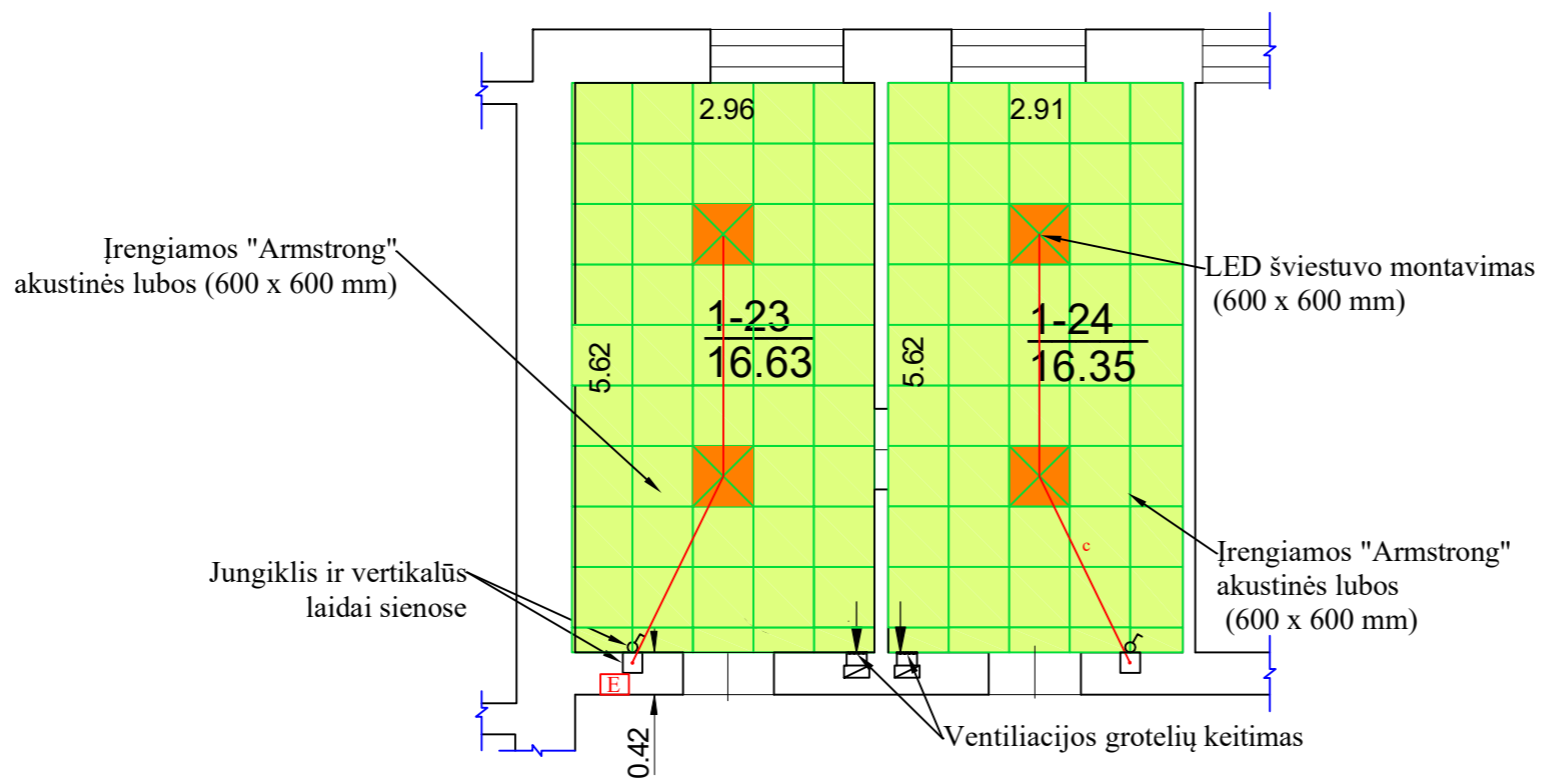 2.96
2.91
Įrengiamos "Armstrong"
akustinės lubos (600 x 600 mm)
LED šviestuvo montavimas
(600 x 600 mm)
1-23
16.63
1-24
16.35
5.62
5.62
c
Įrengiamos "Armstrong"
akustinės lubos
(600 x 600 mm)
Jungiklis ir vertikalūs
laidai sienose
E
0.42
Ventiliacijos grotelių keitimas